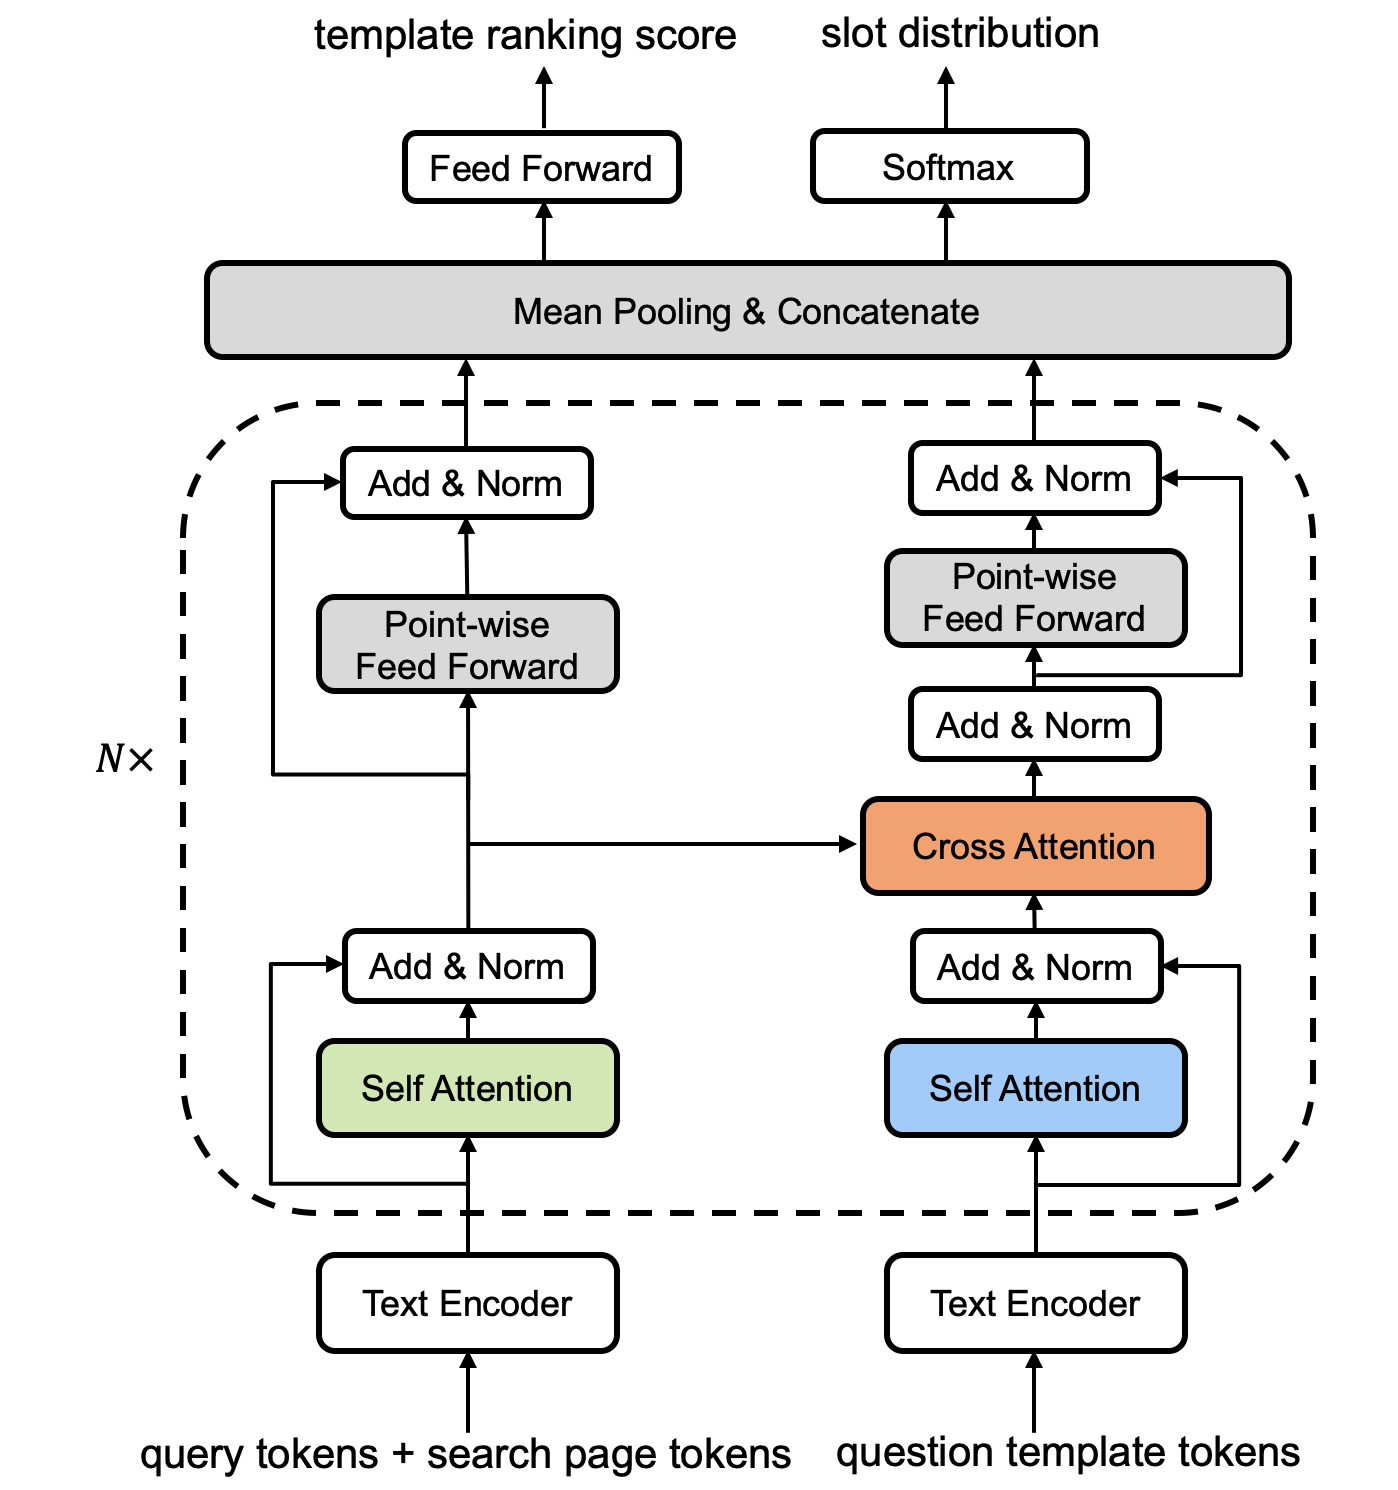 template ranking score
slot distribution
Feed Forward
Softmax
Mean Pooling & Concatenate
Add & Norm
Add & Norm
Point-wise
Feed Forward
Point-wise
Feed Forward
Add & Norm
N×
Cross Attention
Add & Norm
Add & Norm
Self Attention
Self Attention
Text Encoder
Text Encoder
query tokens + search page tokens
question template tokens